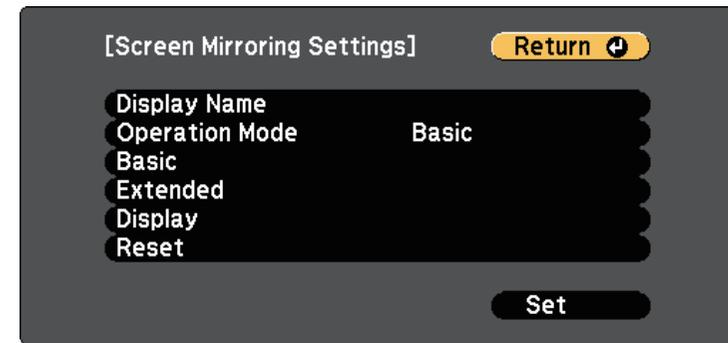 [Screen Mirroring Settings] Return
Display Name
Operation Mode Basic
Basic
Extended
Display
Reset
Set